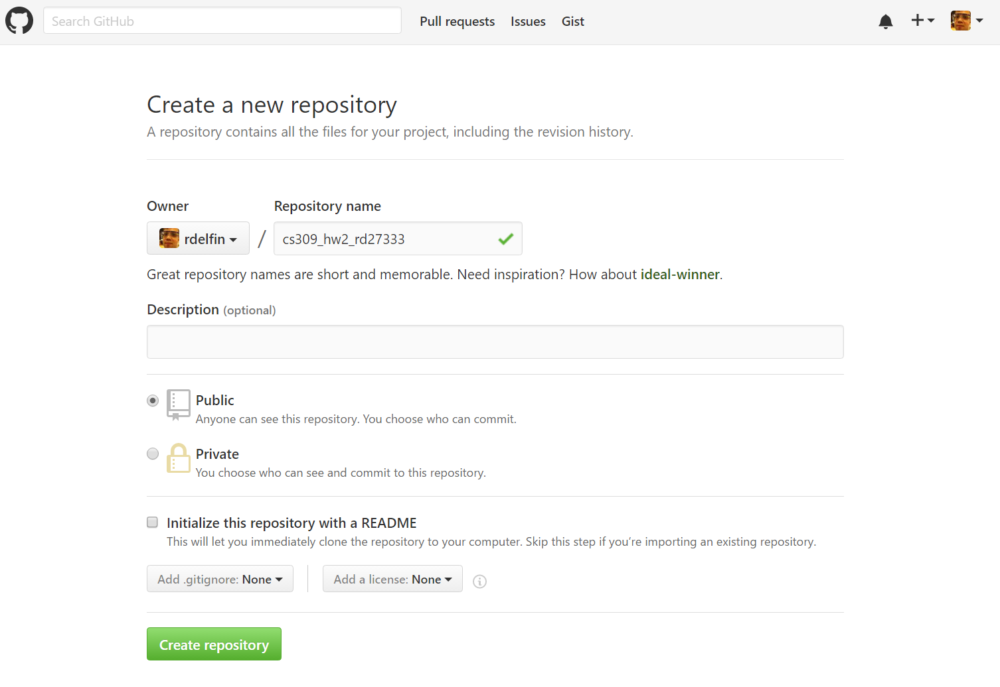 Search GitHub Pull requests Issues Gist
Create a new repository
A repository contains all the files for your project, including the revision history.
Owner Repository name
rdelfin / cs309_hw2_rd27333
Great repository names are short and memorable. Need inspiration? How about ideal-winner.
Description (optional)
Public
Anyone can see this repository. You choose who can commit.
Private
You choose who can see and commit to this repository.
Initialize this repository with a README
This will let you immediately clone the repository to your computer. Skip this step if you’re importing an existing repository.
Add .gitignore: None Add a license: None
Create repository